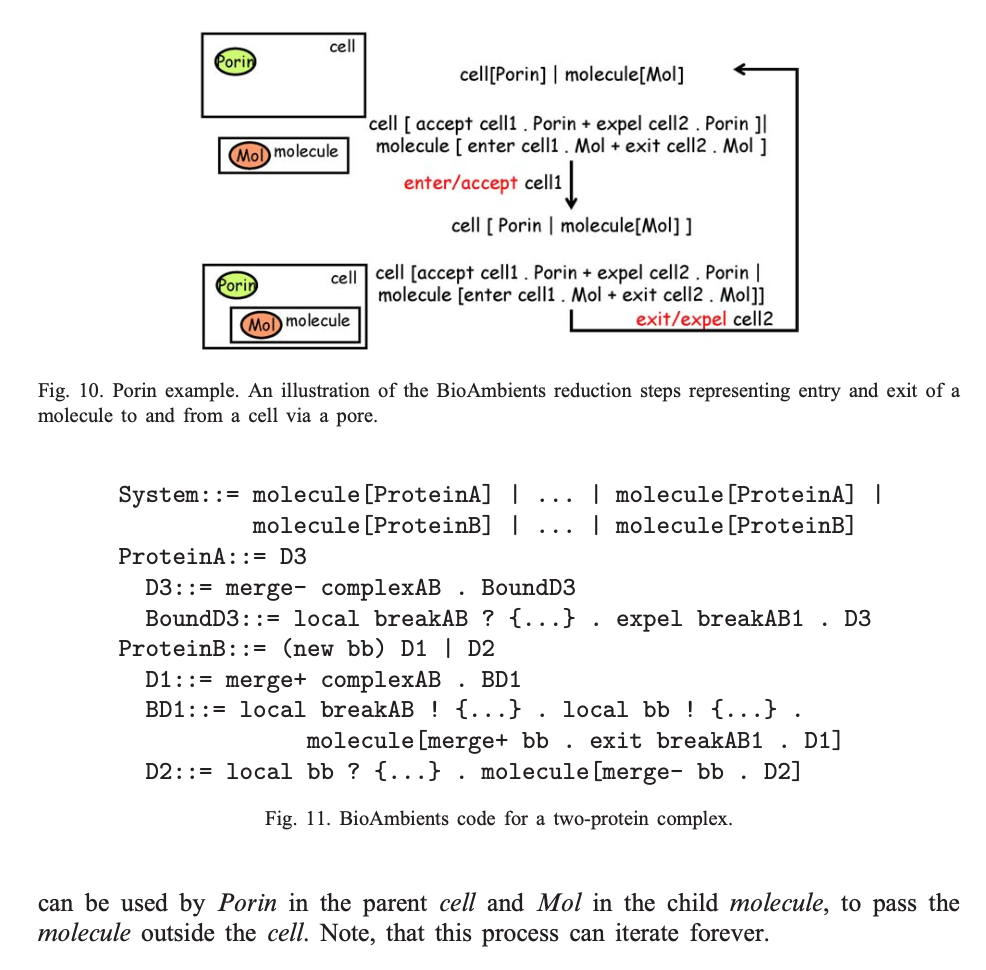 cell
Porin
cell[Porin] | molecule[Mol]
cell [ accept cell1 . Porin + expel cell2 . Porin ]|
Mol molecule
molecule [ enter cell1 . Mol + exit cell2 . Mol ]
enter/accept cell1
cell [ Porin | molecule[Mol] ]
Porin
cell
cell [accept cell1 . Porin + expel cell2 . Porin |
molecule [enter cell1 . Mol + exit cell2 . Mol]]
Mol molecule
exit/expel cell2
Fig. 10. Porin example. An illustration of the BioAmbients reduction steps representing entry and exit of a
molecule to and from a cell via a pore.
System::= molecule[ProteinA] | ... | molecule[ProteinA] |
molecule[ProteinB] | ... | molecule[ProteinB]
ProteinA::= D3
D3::= merge- complexAB . BoundD3
BoundD3::= local breakAB ? {...} . expel breakAB1 . D3
ProteinB::= (new bb) D1 | D2
D1::= merge+ complexAB . BD1
BD1::= local breakAB ! {...} . local bb ! {...} .
molecule[merge+ bb . exit breakAB1 . D1]
D2::= local bb ? {...} . molecule[merge- bb . D2]
Fig. 11. BioAmbients code for a two-protein complex.
can be used by Porin in the parent cell and Mol in the child molecule, to pass the
molecule outside the cell. Note, that this process can iterate forever.